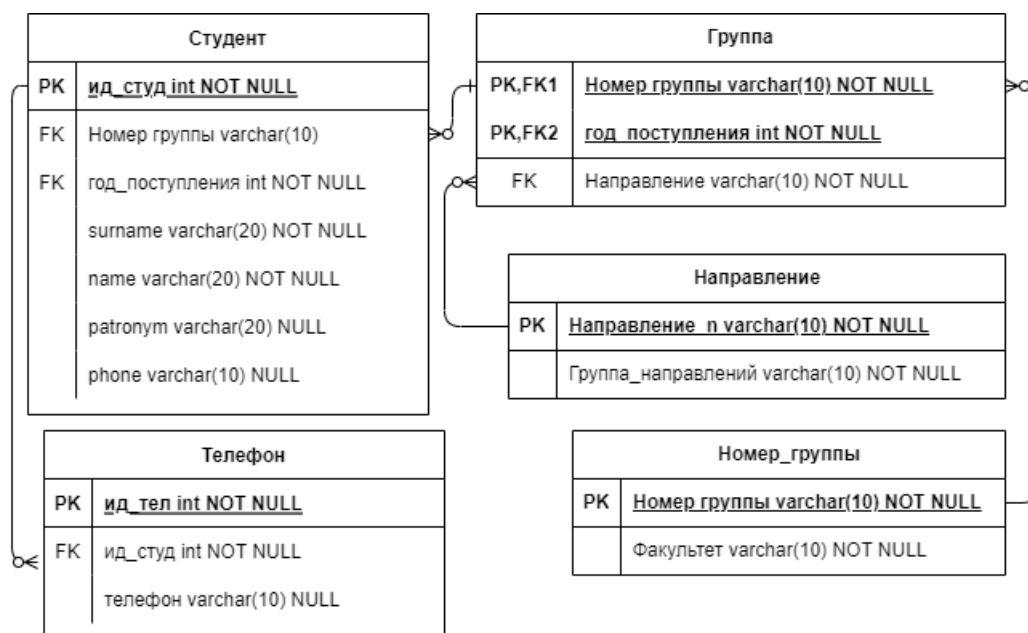 Студент
PK ид_студ int NOT NULL
FK Номер группы varchar(10)
FK год_поступления int NOT NULL
surname varchar(20) NOT NULL
name varchar(20) NOT NULL
patronym varchar(20) NULL
phone varchar(10) NULL
Группа
PK,FK1 Номер группы varchar(10) NOT NULL
PK,FK2 год_поступления int NOT NULL
FK Направление varchar(10) NOT NULL
Направление
PK Направление_n varchar(10) NOT NULL
Группа_направлений varchar(10) NOT NULL
Телефон
PK ид_тел int NOT NULL
FK ид_студ int NOT NULL
телефон varchar(10) NULL
Номер_группы
PK Номер группы varchar(10) NOT NULL
Факультет varchar(10) NOT NULL